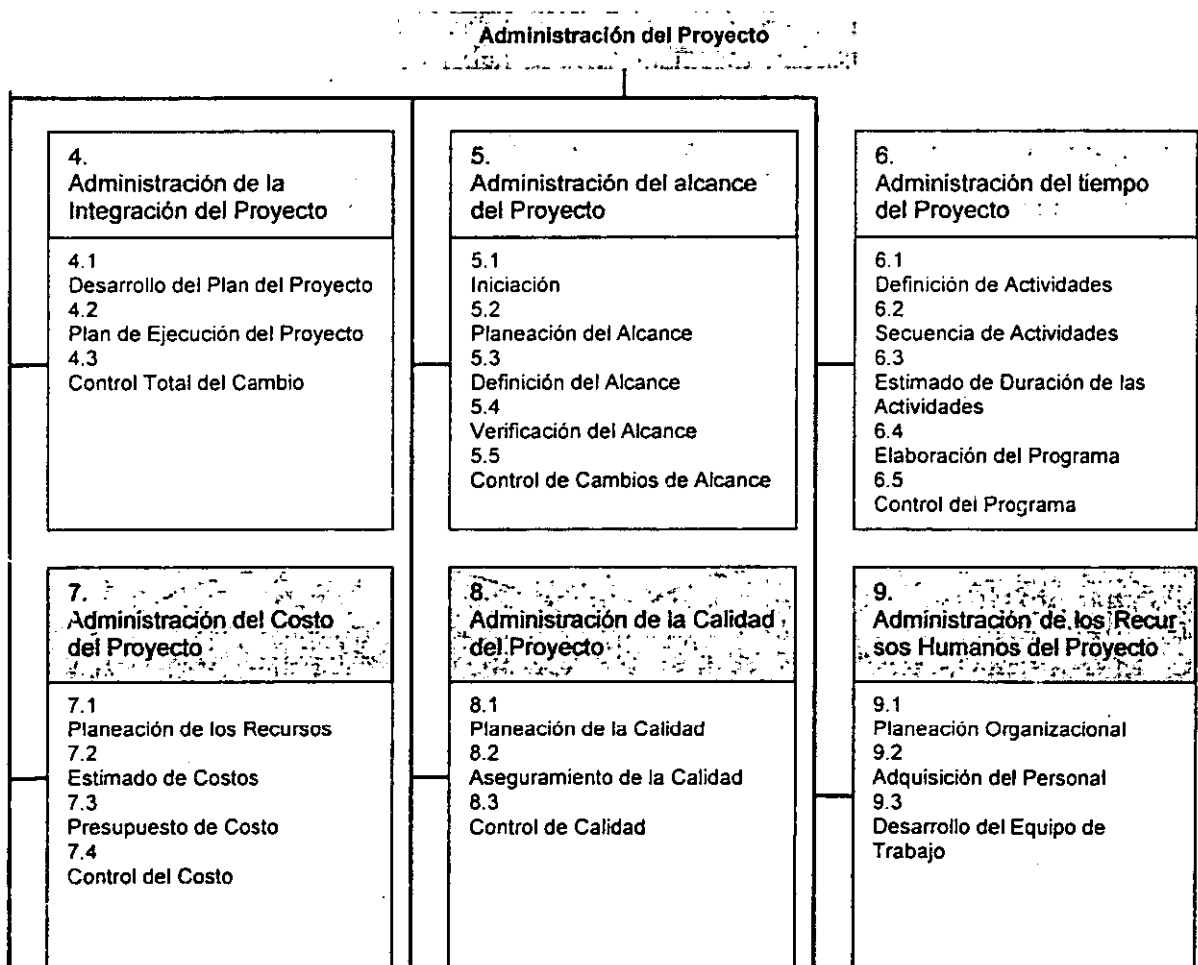 Administración del Proyecto
4.
Administración de la
Integración del Proyecto
4.1
Desarrollo del Plan del Proyecto
4.2
Plan de Ejecución del Proyecto
4.3
Control Total del Cambio
5.
Administración del alcance
del Proyecto
5.1
Iniciación
5.2
Planeación del Alcance
5.3
Definición del Alcance
5.4
Verificación del Alcance
5.5
Control de Cambios de Alcance
6.
Administración del tiempo
del Proyecto
6.1
Definición de Actividades
6.2
Secuencia de Actividades
6.3
Estimado de Duración de las
Actividades
6.4
Elaboración del Programa
6.5
Control del Programa
7.
Administración del Costo
del Proyecto
7.1
Planeación de los Recursos
7.2
Estimado de Costos
7.3
Presupuesto de Costo
7.4
Control del Costo
8.
Administración de la Calidad
del Proyecto
8.1
Planeación de la Calidad
8.2
Aseguramiento de la Calidad
8.3
Control de Calidad
9.
Administración de los Recur
sos Humanos del Proyecto
9.1
Planeación Organizacional
9.2
Adquisición del Personal
9.3
Desarrollo del Equipo de
Trabajo